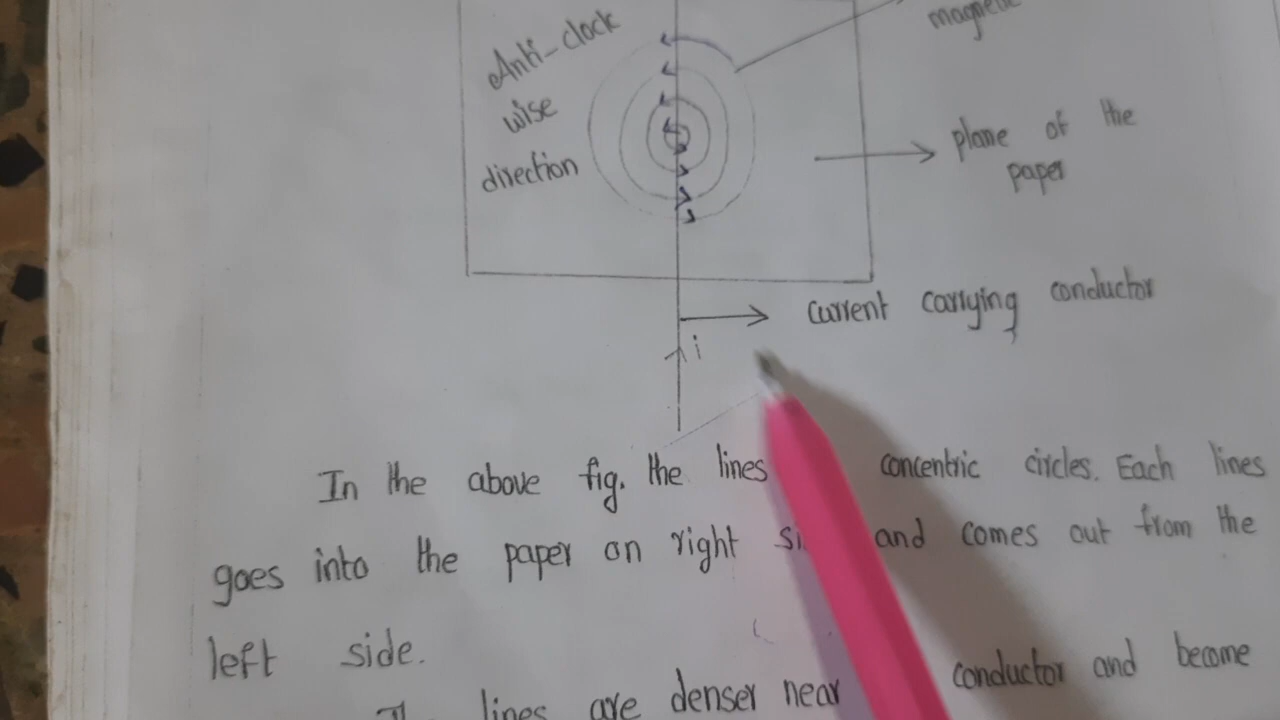 Anti-clock
wise
direction
magnetic
plane of the
paper
current carrying conductor
i
In the above fig. the lines concentric circles. Each lines
goes into the paper on right and comes out from the
left side.
lines are denser near conductor and become